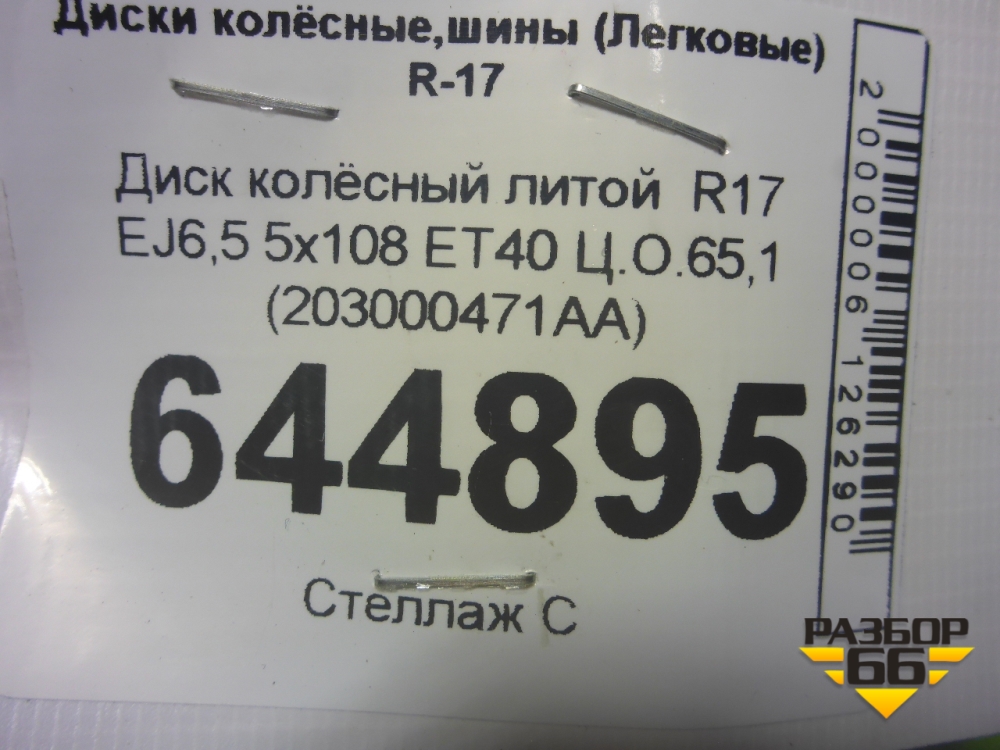 Диски колёсные,шины (Легковые)
R-17
Диск колёсный литой R17
EJ6,5 5x108 ET40 Ц.О.65,1
(203000471AA)
644895
Стеллаж С
2000006126290
РАЗБОР
66